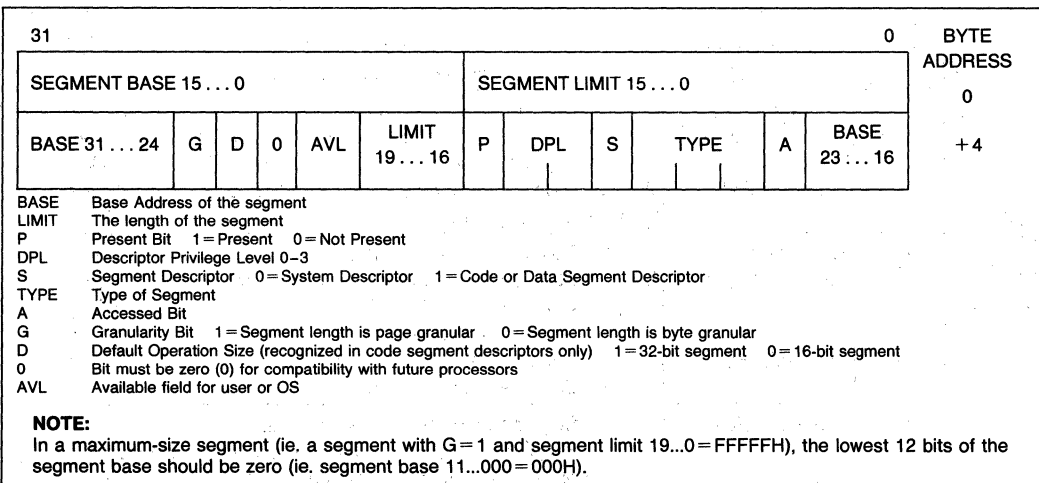 31 0 BYTE
ADDRESS
SEGMENT BASE 15 . . . 0 SEGMENT LIMIT 15 . . . 0 0
BASE 31 . . . 24 G D 0 AVL LIMIT P DPL S TYPE A BASE +4
19 . . . 16 23 . . . 16
BASE Base Address of the segment
LIMIT The length of the segment
P Present Bit 1=Present 0=Not Present
DPL Descriptor Privilege Level 0–3
S Segment Descriptor 0=System Descriptor 1=Code or Data Segment Descriptor
TYPE Type of Segment
A Accessed Bit
G Granularity Bit 1=Segment length is page granular 0=Segment length is byte granular
D Default Operation Size (recognized in code segment descriptors only) 1=32-bit segment 0=16-bit segment
0 Bit must be zero (0) for compatibility with future processors
AVL Available field for user or OS
NOTE:
In a maximum-size segment (ie. a segment with G=1 and segment limit 19...0=FFFFFH), the lowest 12 bits of the
segment base should be zero (ie. segment base 11...000=000H).